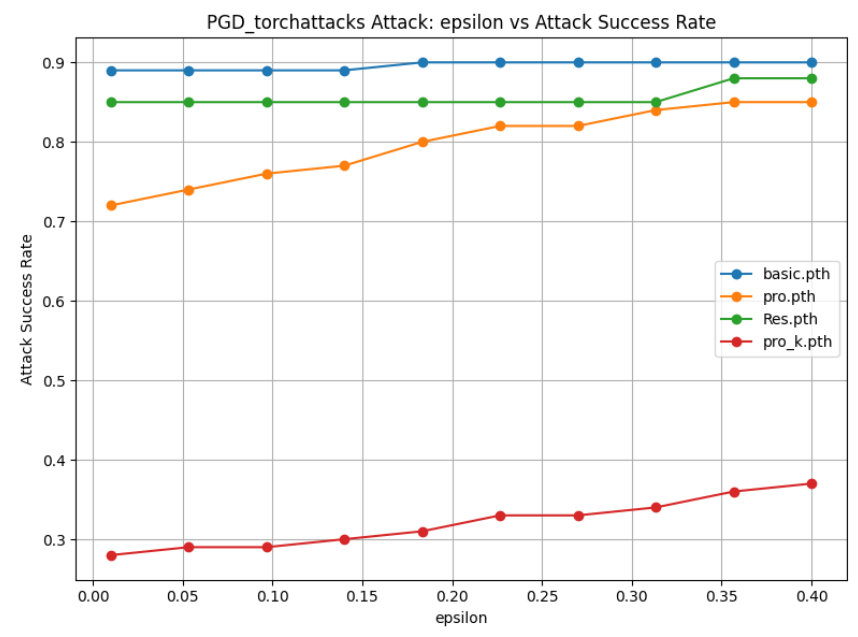 PGD_torchattacks Attack: epsilon vs Attack Success Rate
Attack Success Rate
0.9
0.8
0.7
0.6
0.5
0.4
0.3
basic.pth
pro.pth
Res.pth
pro_k.pth
0.00 0.05 0.10 0.15 0.20 0.25 0.30 0.35 0.40
epsilon